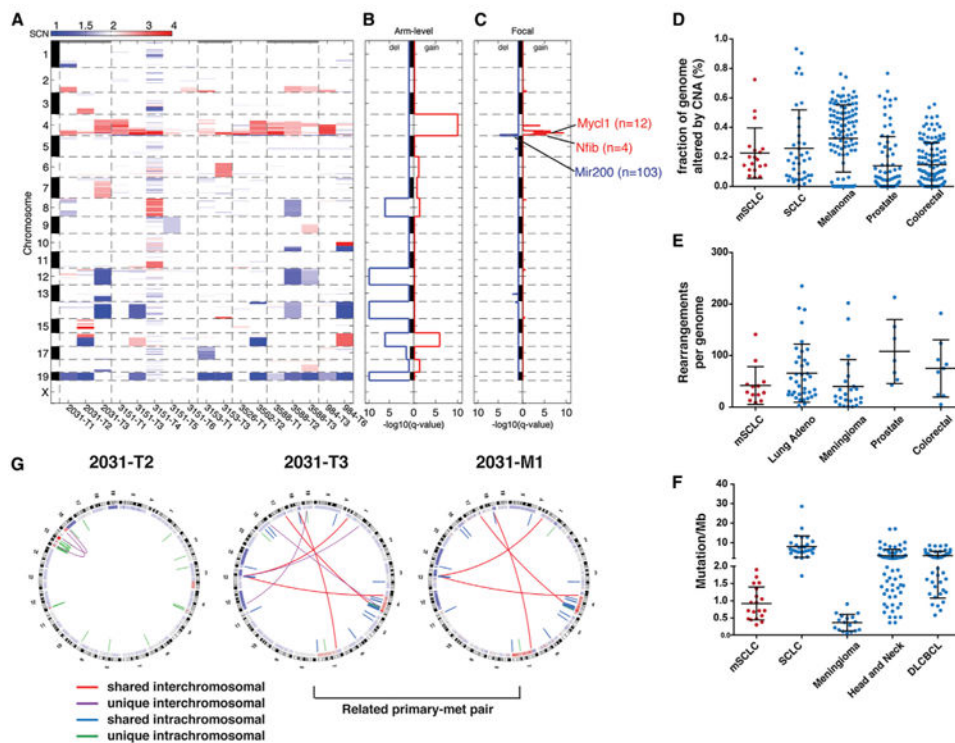 A
SCN
1 1.5 2 3 4
Chromosome
1
2
3
4
5
6
7
8
9
10
11
12
13
15
17
19
X
2031-T1
2031-T2
2031-T3
3151-T1
3151-T3
3151-T4
3151-T5
3151-T6
3153-T1
3153-T3
3526-T1
3582-T2
3588-T1
3588-T2
3588-T3
984-T3
984-T6
B
Arm-level
del gain
10 5 0 5 10
-log10(q-value)
C
Focal
del gain
-10 -5 0 5 10
-log10(q-value)
Mycl1 (n=12)
Nfib (n=4)
Mir200 (n=103)
D
fraction of genome
altered by CNA (%)
1.0
0.8
0.6
0.4
0.2
0.0
mSCLC
SCLC
Melanoma
Prostate
Colorectal
E
Rearrangements
per genome
300
200
100
0
mSCLC
Lung Adeno
Meningioma
Prostate
Colorectal
F
Mutation/Mb
40
30
20
10
2.0
1.5
1.0
0.5
0.0
mSCLC
SCLC
Meningioma
Head and Neck
DLCBCL
G
2031-T2
2031-T3
2031-M1
shared interchromosomal
unique interchromosomal
shared intrachromosomal
unique intrachromosomal
Related primary-met pair